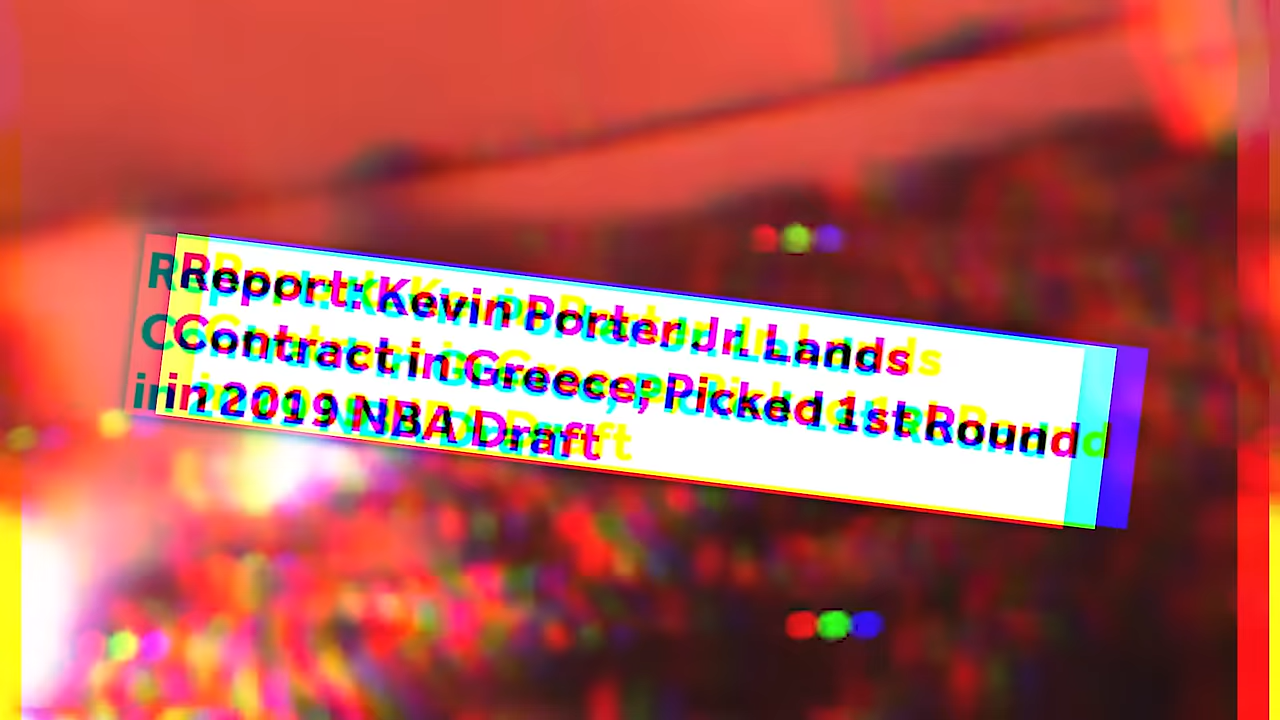 Report: Kevin Porter Jr. Lands
Contract in Greece; Picked 1st Round
in 2019 NBA Draft